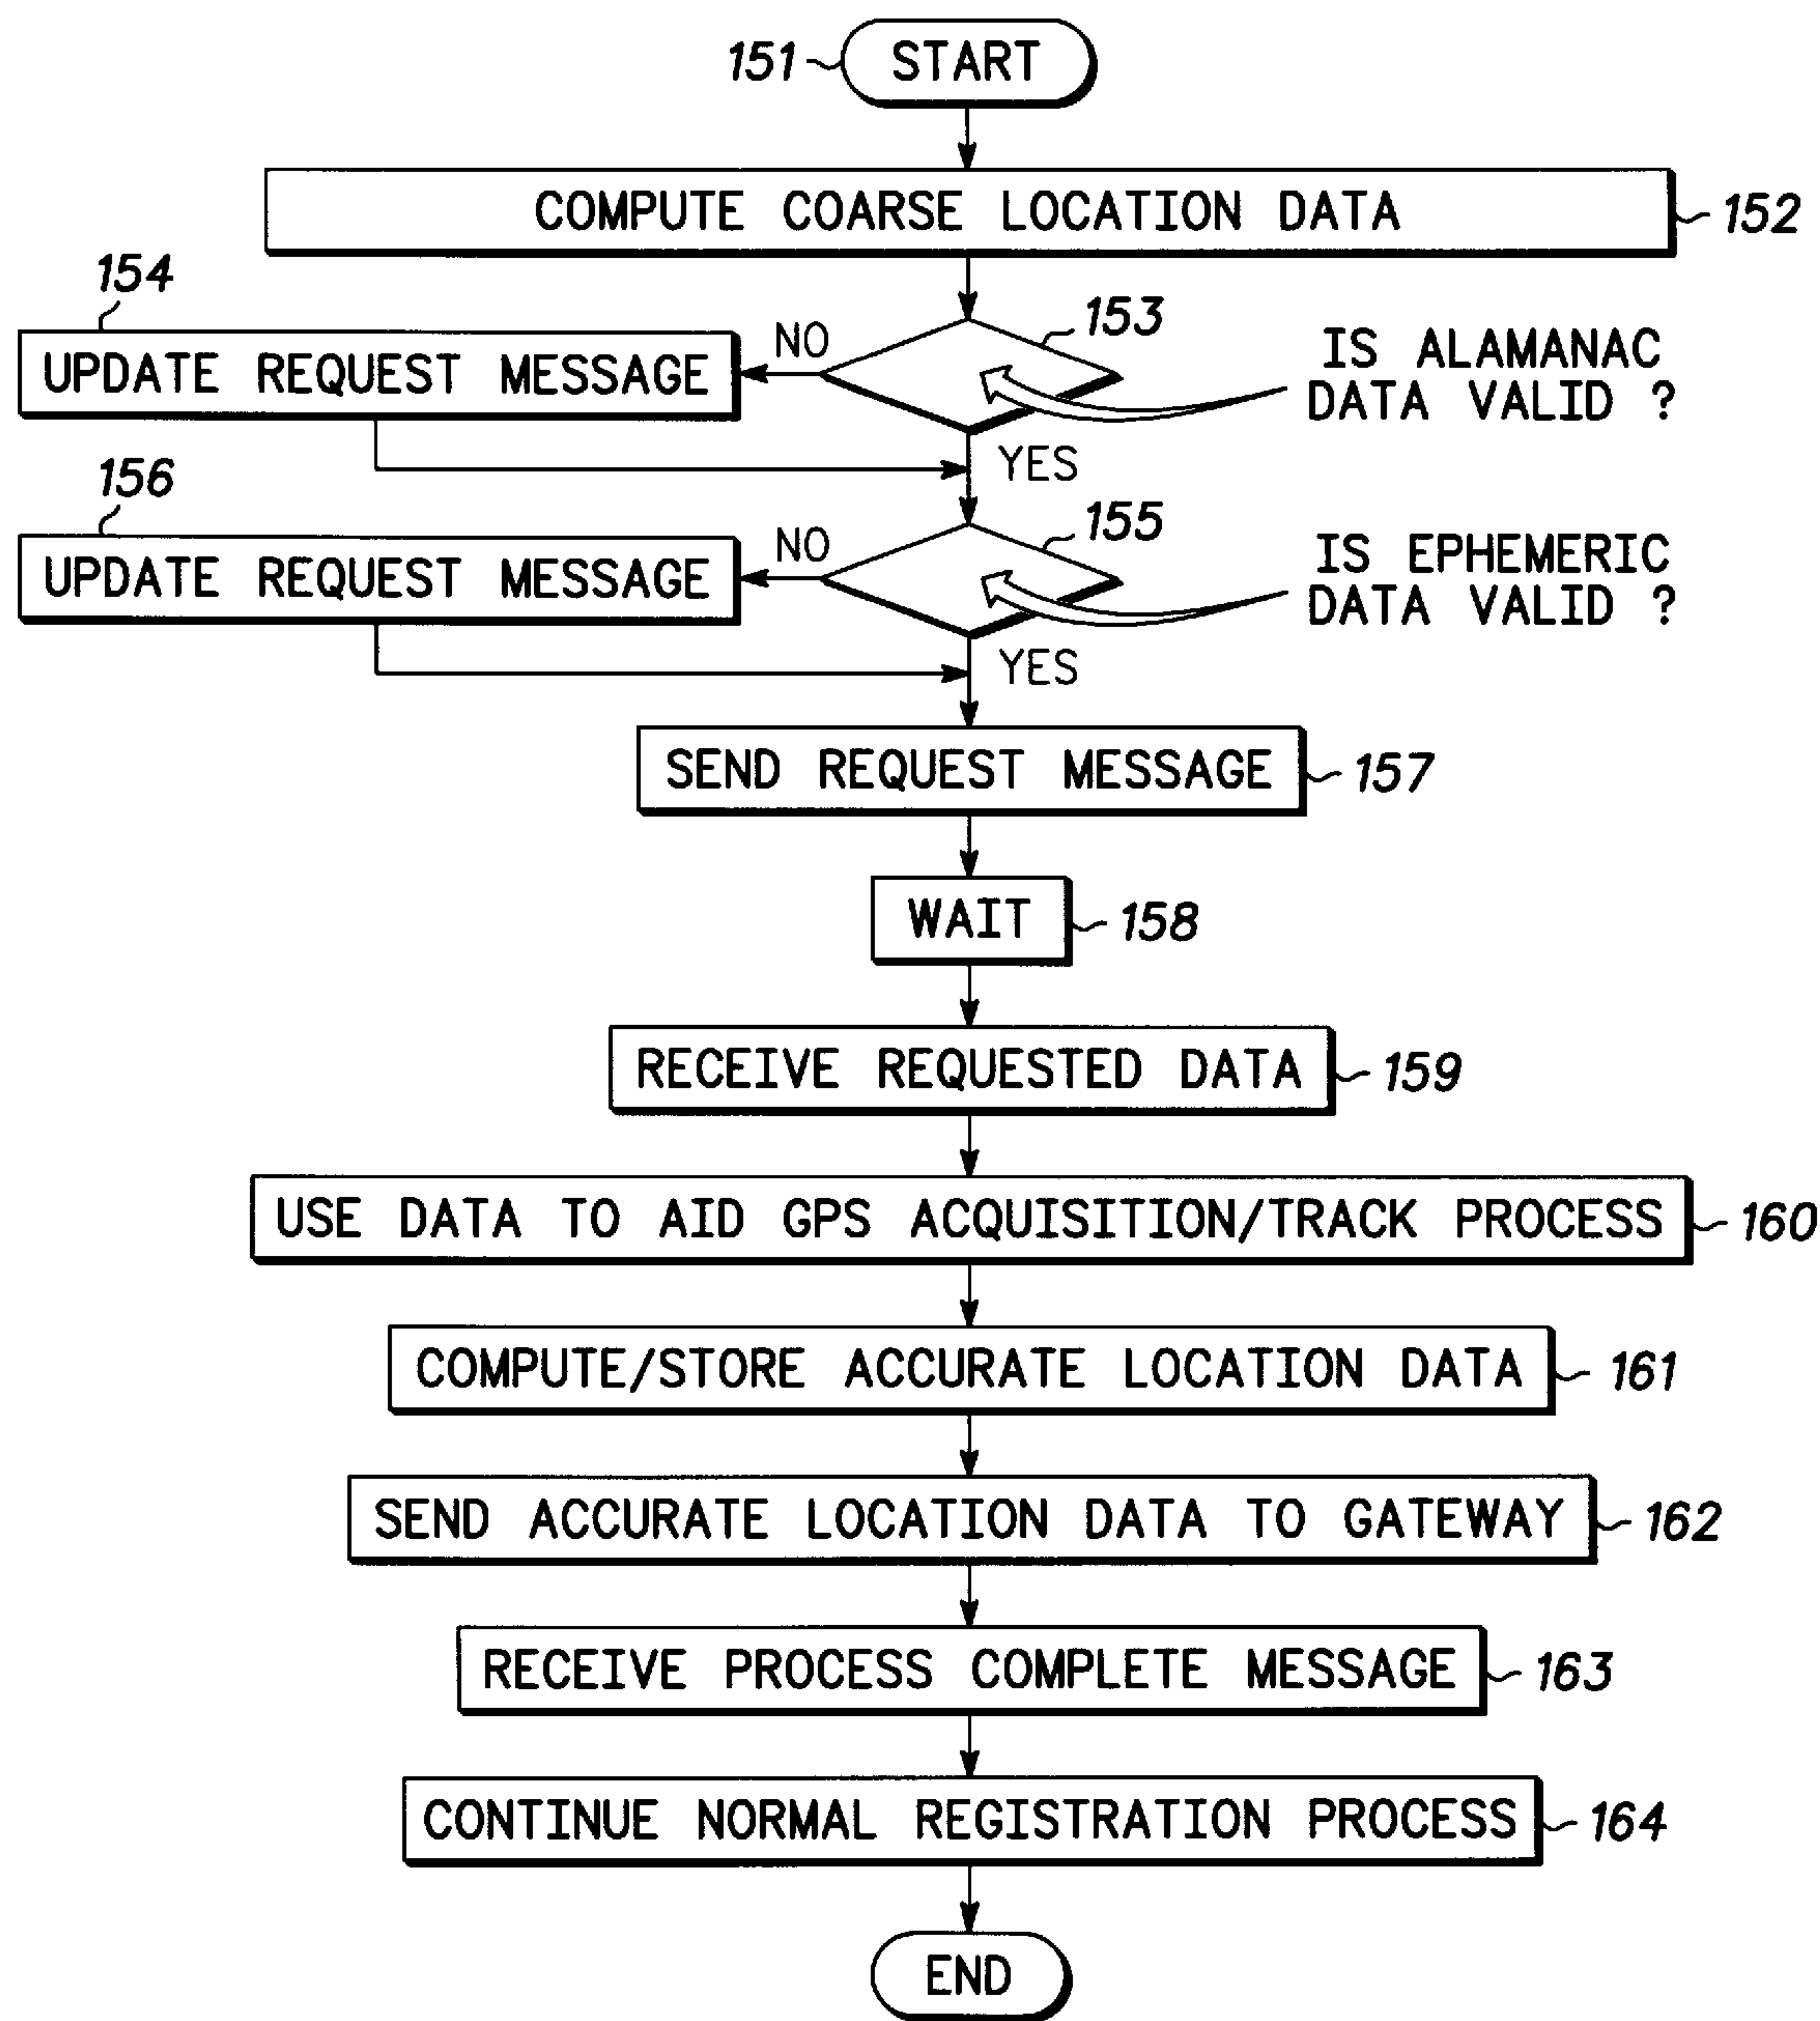 151 START
COMPUTE COARSE LOCATION DATA 152
154
153
NO
IS ALAMANAC
DATA VALID ?
UPDATE REQUEST MESSAGE
YES
156
155
NO
IS EPHEMERIC
DATA VALID ?
UPDATE REQUEST MESSAGE
YES
SEND REQUEST MESSAGE 157
WAIT 158
RECEIVE REQUESTED DATA 159
USE DATA TO AID GPS ACQUISITION/TRACK PROCESS 160
COMPUTE/STORE ACCURATE LOCATION DATA 161
SEND ACCURATE LOCATION DATA TO GATEWAY 162
RECEIVE PROCESS COMPLETE MESSAGE 163
CONTINUE NORMAL REGISTRATION PROCESS 164
END